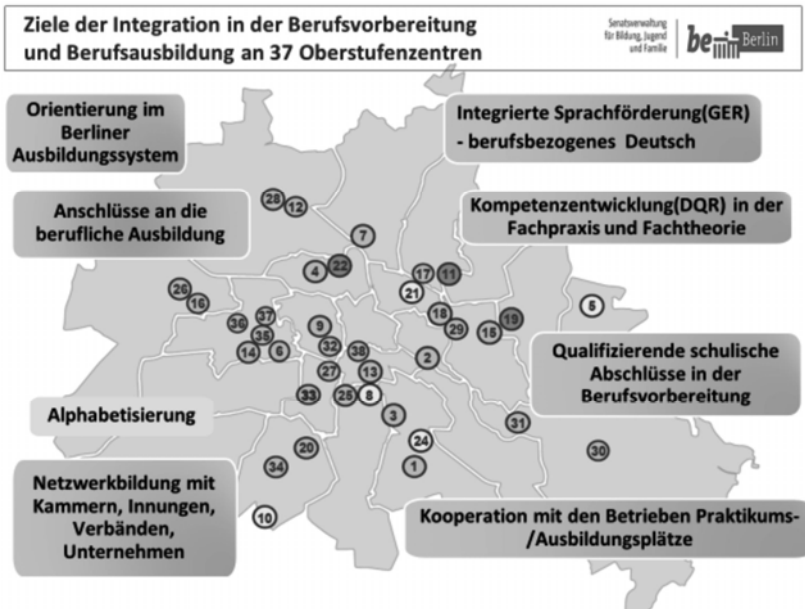 Ziele der Integration in der Berufsvorbereitung
und Berufsausbildung an 37 Oberstufenzentren
Senatsverwaltung
für Bildung, Jugend
und Familie
be Berlin
Orientierung im
Berliner
Ausbildungssystem
Integrierte Sprachförderung(GER)
- berufsbezogenes Deutsch
Anschlüsse an die
berufliche Ausbildung
Kompetenzentwicklung(DQR) in der
Fachpraxis und Fachtheorie
28
12
7
4
22
17
11
21
26
16
5
36
37
35
14
6
9
32
38
18
29
15
19
2
27
13
33
25
8
3
Qualifizierende schulische
Abschlüsse in der
Berufsvorbereitung
Alphabetisierung
31
30
24
1
20
34
10
Netzwerkbildung mit
Kammern, Innungen,
Verbänden,
Unternehmen
Kooperation mit den Betrieben Praktikums-
/Ausbildungsplätze